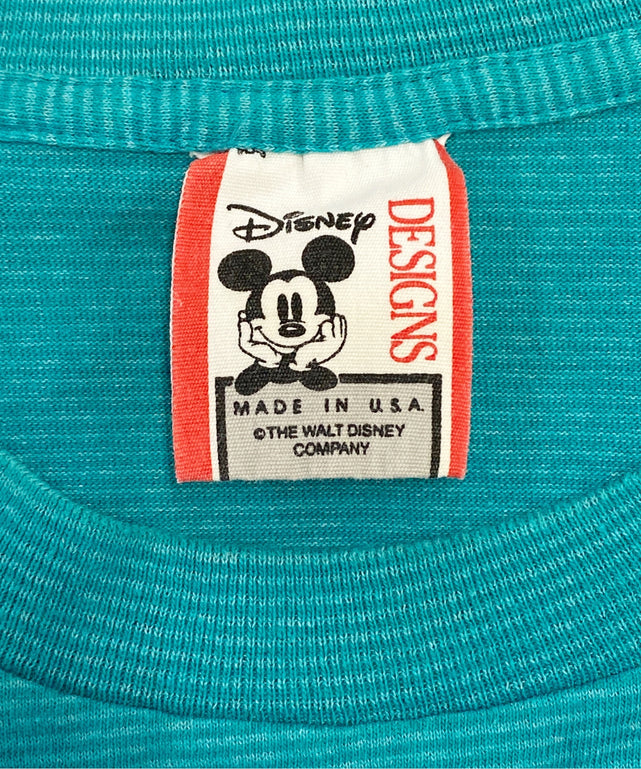 Disney
DESIGNS
MADE IN U.S.A.
©THE WALT DISNEY
COMPANY